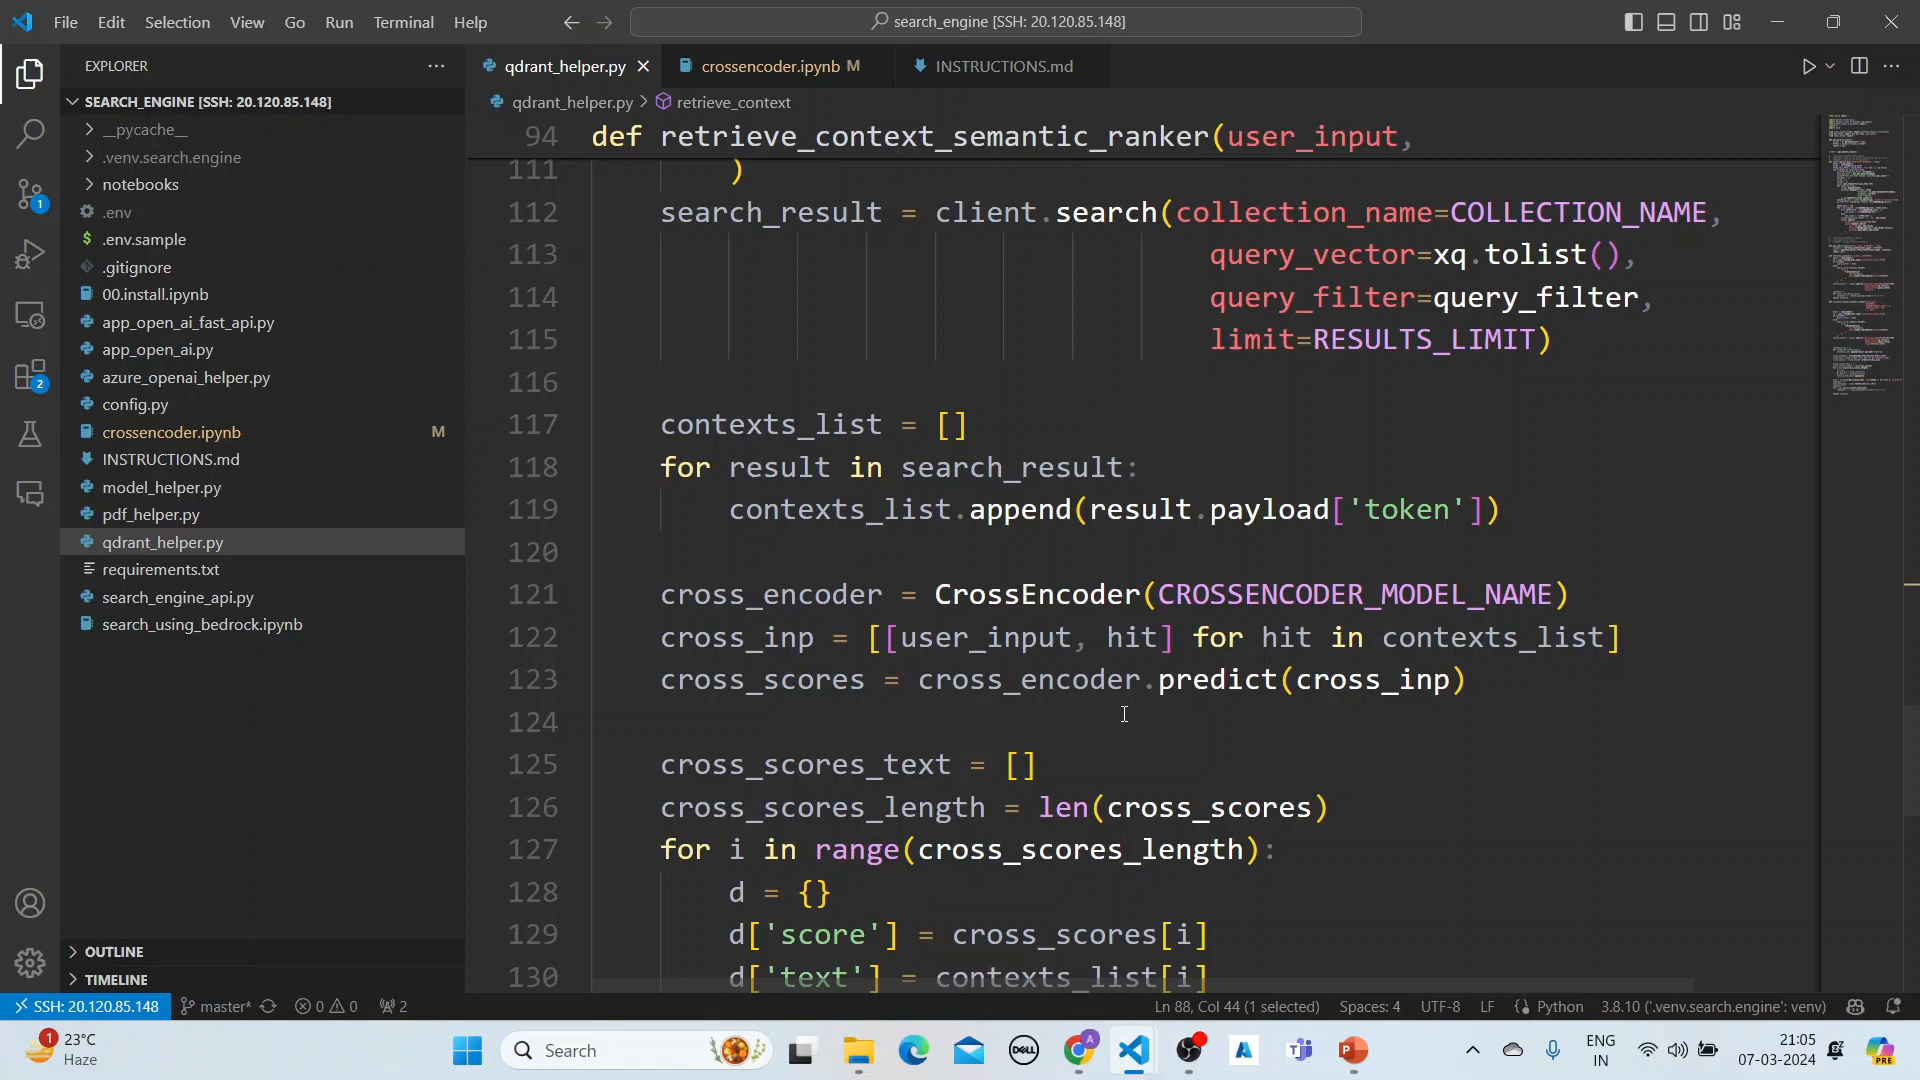 File Edit Selection View Go Run Terminal Help
search_engine [SSH: 20.120.85.148]
EXPLORER
qdrant_helper.py
crossencoder.ipynb M
INSTRUCTIONS.md
SEARCH_ENGINE [SSH: 20.120.85.148]
qdrant_helper.py > retrieve_context
__pycache__
.venv.search.engine
notebooks
.env
.env.sample
.gitignore
00.install.ipynb
app_open_ai_fast_api.py
app_open_ai.py
azure_openai_helper.py
config.py
crossencoder.ipynb M
INSTRUCTIONS.md
model_helper.py
pdf_helper.py
qdrant_helper.py
requirements.txt
search_engine_api.py
search_using_bedrock.ipynb
OUTLINE
TIMELINE
1
2
94 def retrieve_context_semantic_ranker(user_input,
111 )
112 search_result = client.search(collection_name=COLLECTION_NAME,
113 query_vector=xq.tolist(),
114 query_filter=query_filter,
115 limit=RESULTS_LIMIT)
116
117 contexts_list = []
118 for result in search_result:
119 contexts_list.append(result.payload['token'])
120
121 cross_encoder = CrossEncoder(CROSSENCODER_MODEL_NAME)
122 cross_inp = [[user_input, hit] for hit in contexts_list]
123 cross_scores = cross_encoder.predict(cross_inp)
124
125 cross_scores_text = []
126 cross_scores_length = len(cross_scores)
127 for i in range(cross_scores_length):
128 d = {}
129 d['score'] = cross_scores[i]
130 d['text'] = contexts_list[i]
SSH: 20.120.85.148 master* 0 0 2 Ln 88, Col 44 (1 selected) Spaces: 4 UTF-8 LF Python 3.8.10 ('.venv.search.engine': venv)
1
23°C
Haze
Search
DELL
A
ENG
IN
21:05
07-03-2024
PRE